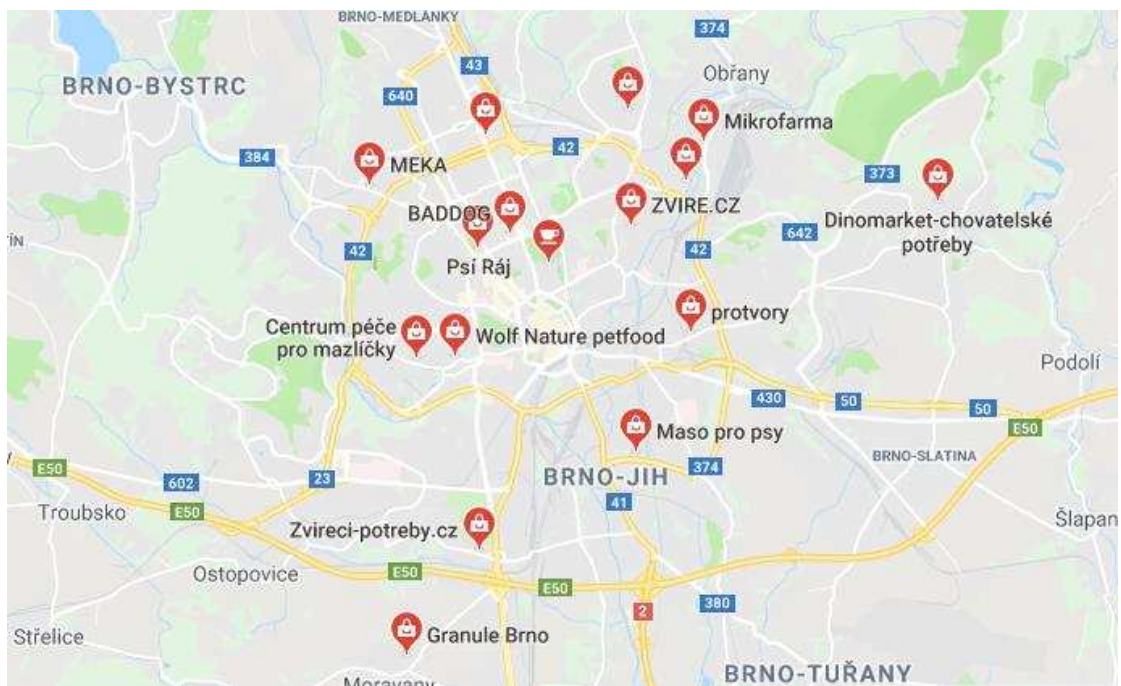 BRNO-MEDLÁNKY
374
43
Obřany
BRNO-BYSTRC
640
Mikrofarma
42
384
MEKA
373
BADDOG
ZVIRE.CZ
Dinomarket-chovatelské
potřeby
642
42
42
Psí Ráj
Centrum péče
pro mazlíčky
Wolf Nature petfood
protvory
Podolí
430
50
50
E50
Maso pro psy
BRNO-SLATINA
E50
23
374
602
BRNO-JIH
41
Troubsko
E50
Zvireci-potreby.cz
Šlapan
Ostopovice
E50
E50
380
2
Střelice
Granule Brno
BRNO-TUŘANY
Moravany